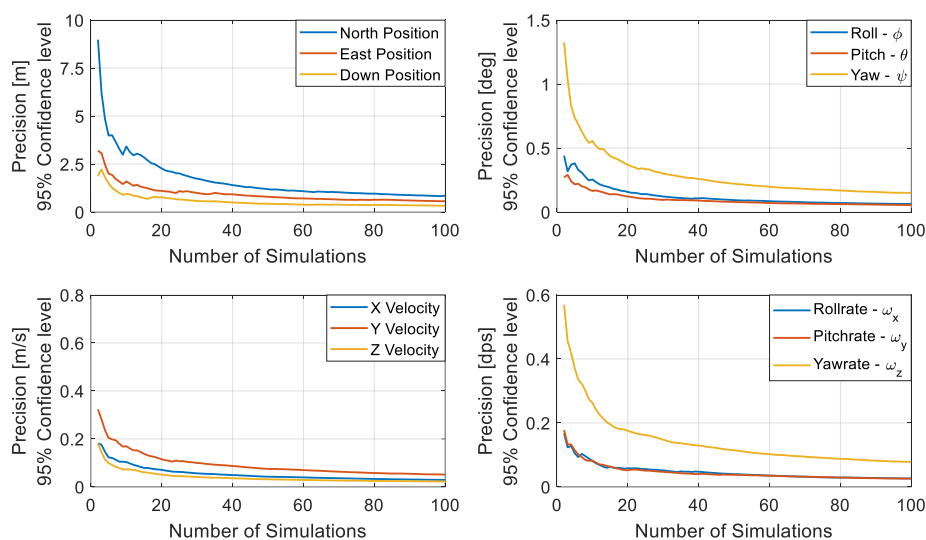 Precision [m]
95% Confidence level
10
7.5
5
2.5
0
North Position
East Position
Down Position
0 20 40 60 80 100
Number of Simulations
Precision [deg]
95% Confidence level
1.5
1
0.5
0
Roll - ϕ
Pitch - θ
Yaw - ψ
0 20 40 60 80 100
Number of Simulations
Precision [m/s]
95% Confidence level
0.8
0.6
0.4
0.2
0
X Velocity
Y Velocity
Z Velocity
0 20 40 60 80 100
Number of Simulations
Precision [dps]
95% Confidence level
0.6
0.4
0.2
0
Rollrate - ωx
Pitchrate - ωy
Yawrate - ωz
0 20 40 60 80 100
Number of Simulations